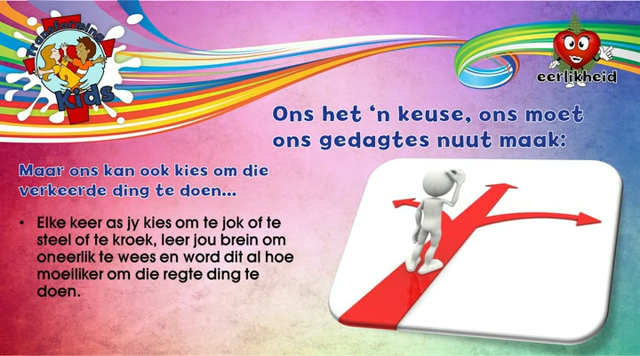 Transforming
Kids
eerlikheid
Ons het ‘n keuse, ons moet
ons gedagtes nuut maak:
Maar ons kan ook kies om die
verkeerde ding te doen...
• Elke keer as jy kies om te jok of te
steel of te kroek, leer jou brein om
oneerlik te wees en word dit al hoe
moeiliker om die regte ding te
doen.